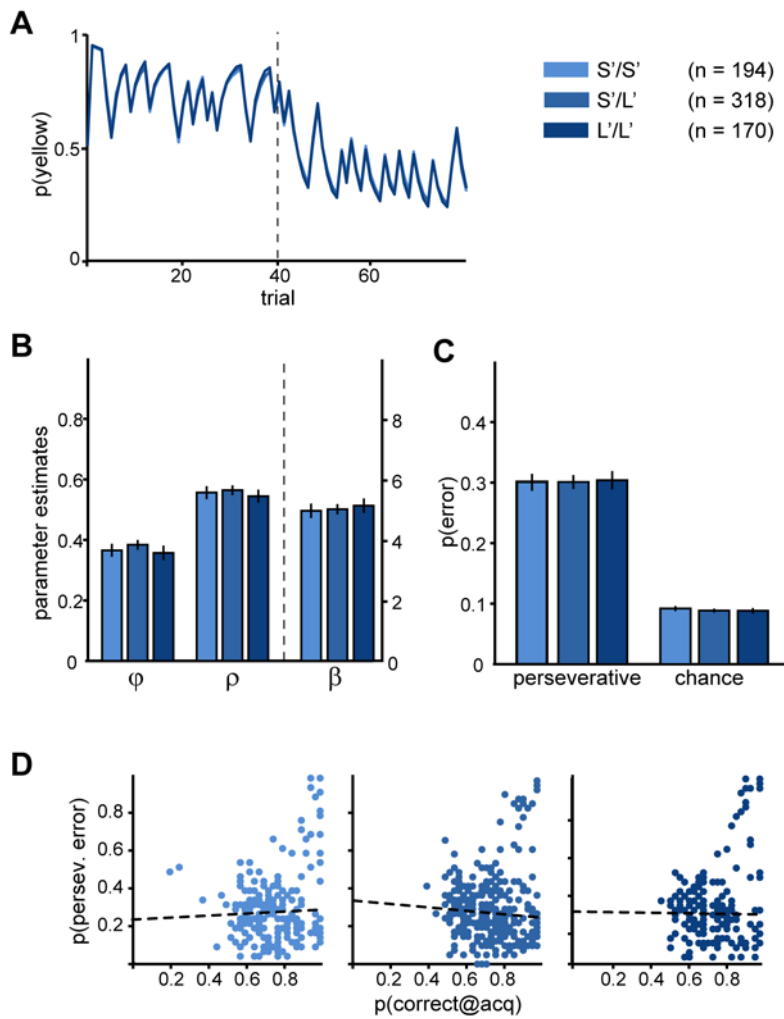 A
1
0.5
0
p(yellow)
20
40
60
trial
S'/S' (n = 194)
S'/L' (n = 318)
L'/L' (n = 170)
B
parameter estimates
0.8
0.6
0.4
0.2
0
8
6
4
2
0
φ ρ β
C
p(error)
0.4
0.3
0.1
0
perseverative chance
D
p(persev. error)
0.8
0.6
0.4
0.2
0.2 0.4 0.6 0.8
0.2 0.4 0.6 0.8
0.2 0.4 0.6 0.8
p(correct@acq)